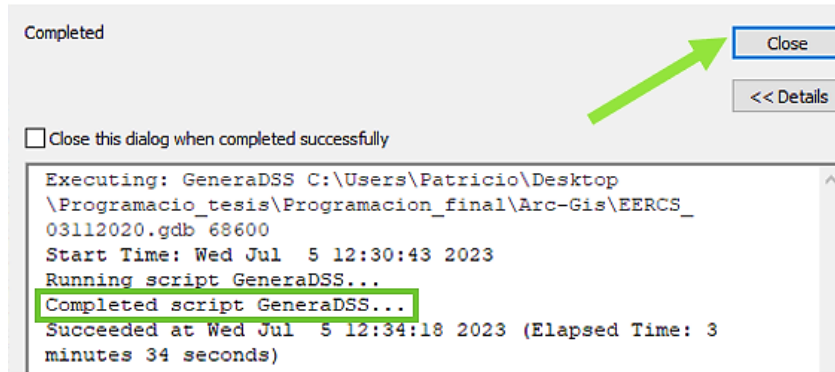 Completed
Close
<< Details
Close this dialog when completed successfully
Executing: GeneraDSS C:\Users\Patricio\Desktop
\Programacio_tesis\Programacion_final\Arc-Gis\EERCS_
03112020.gdb 68600
Start Time: Wed Jul  5 12:30:43 2023
Running script GeneraDSS...
Completed script GeneraDSS...
Succeeded at Wed Jul  5 12:34:18 2023 (Elapsed Time: 3
minutes 34 seconds)